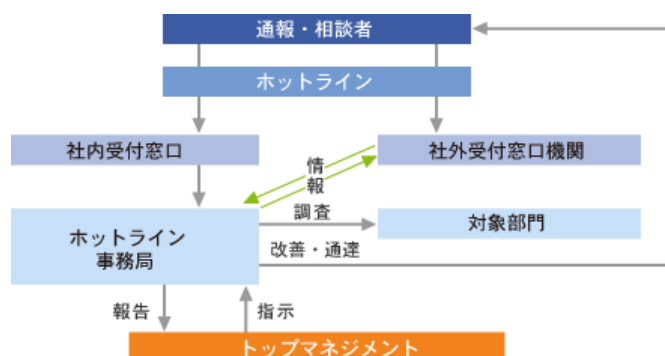 通報・相談者
ホットライン
社内受付窓口
社外受付窓口機関
情報
調査
対象部門
ホットライン
事務局
改善・通達
報告
指示
トップマネジメント